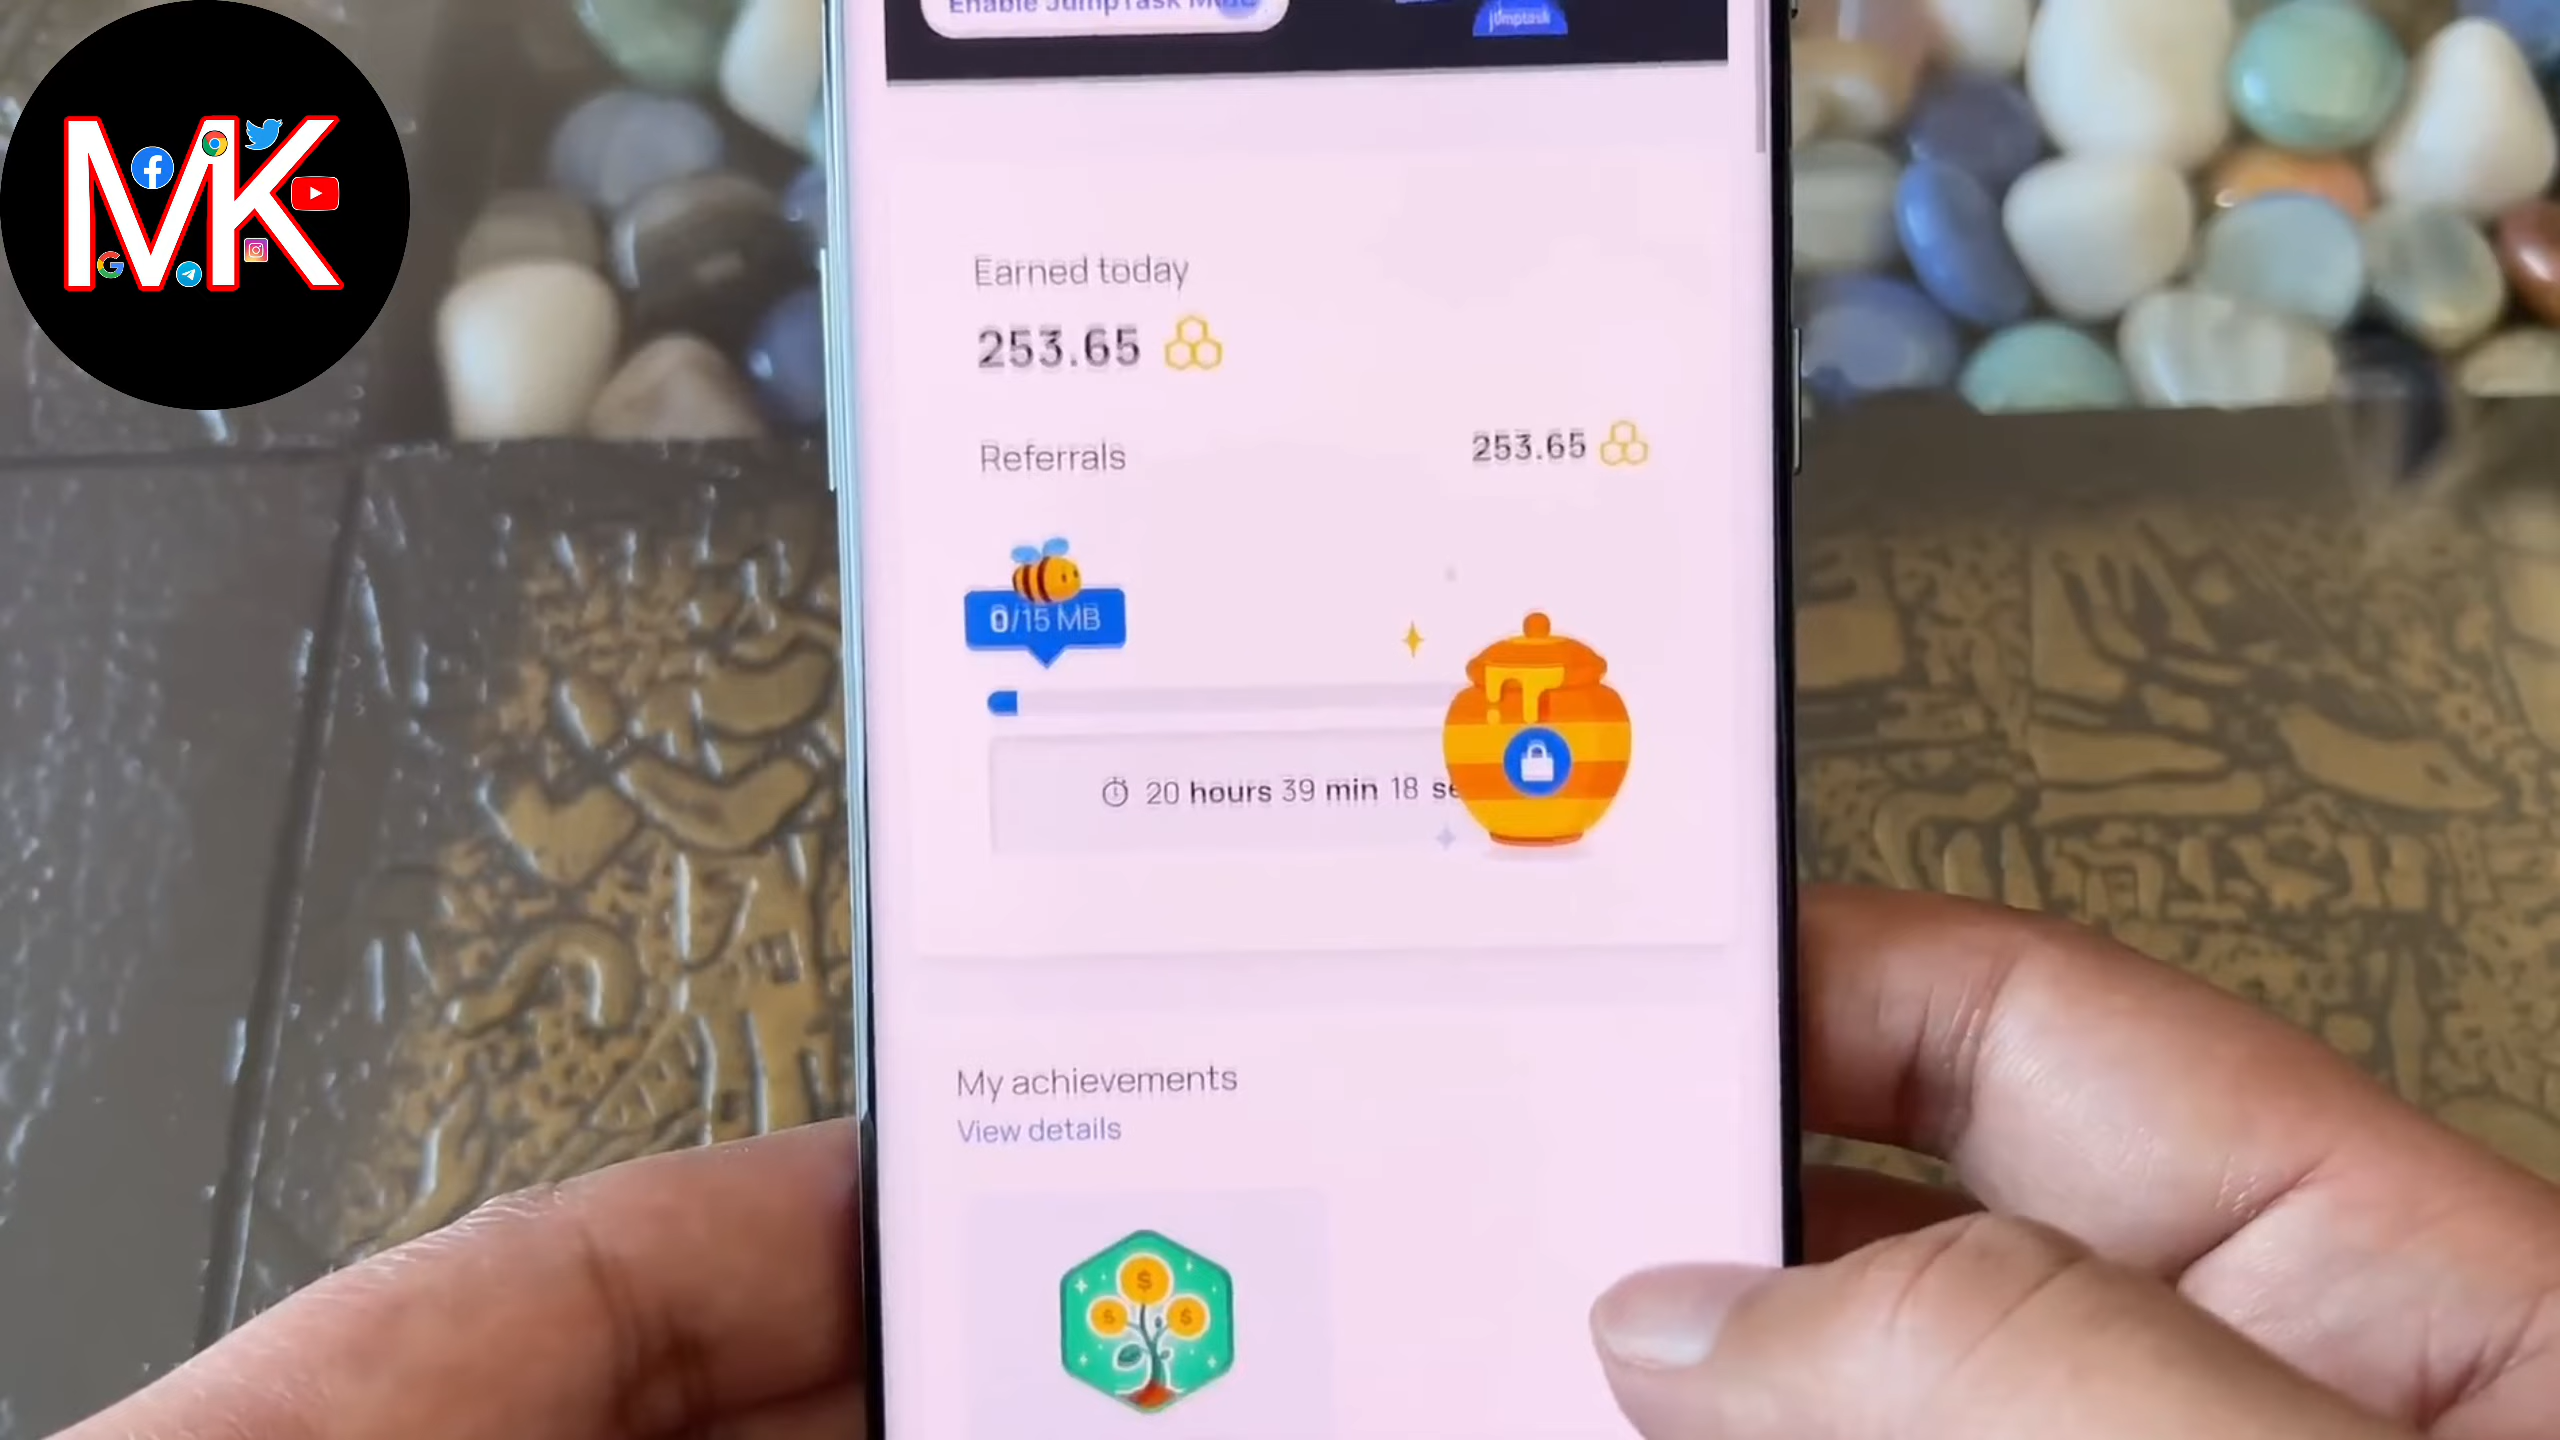 MK
Enable JumpTask M
jumptask
Earned today
253.65
Referrals
253.65
0/15 MB
20 hours 39 min 18 se
My achievements
View details